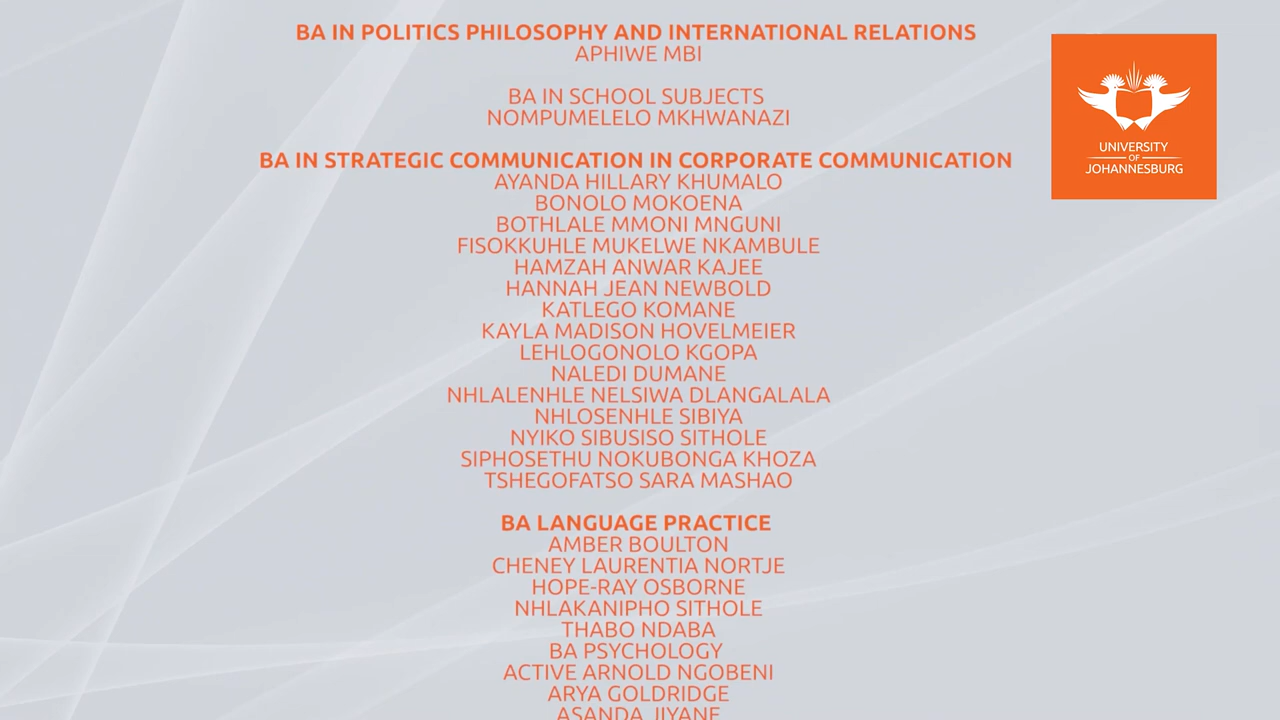 BA IN POLITICS PHILOSOPHY AND INTERNATIONAL RELATIONS
APHIWE MBI
BA IN SCHOOL SUBJECTS
NOMPUMELELO MKHWANAZI
BA IN STRATEGIC COMMUNICATION IN CORPORATE COMMUNICATION
AYANDA HILLARY KHUMALO
BONOLO MOKOENA
BOTHLALE MMONI MNGUNI
FISOKKUHLE MUKELWE NKAMBULE
HAMZAH ANWAR KAJEE
HANNAH JEAN NEWBOLD
KATLEGO KOMANE
KAYLA MADISON HOVELMEIER
LEHLOGONOLO KGOPA
NALEDI DUMANE
NHLALENHLE NELSIWA DLANGALALA
NHLOSENHLE SIBIYA
NYIKO SIBUSISO SITHOLE
SIPHOSETHU NOKUBONGA KHOZA
TSHEGOFATSO SARA MASHAO
BA LANGUAGE PRACTICE
AMBER BOULTON
CHENEY LAURENTIA NORTJE
HOPE-RAY OSBORNE
NHLAKANIPHO SITHOLE
THABO NDABA
BA PSYCHOLOGY
ACTIVE ARNOLD NGOBENI
ARYA GOLDRIDGE
ASANDA JIYANE
UNIVERSITY
OF
JOHANNESBURG